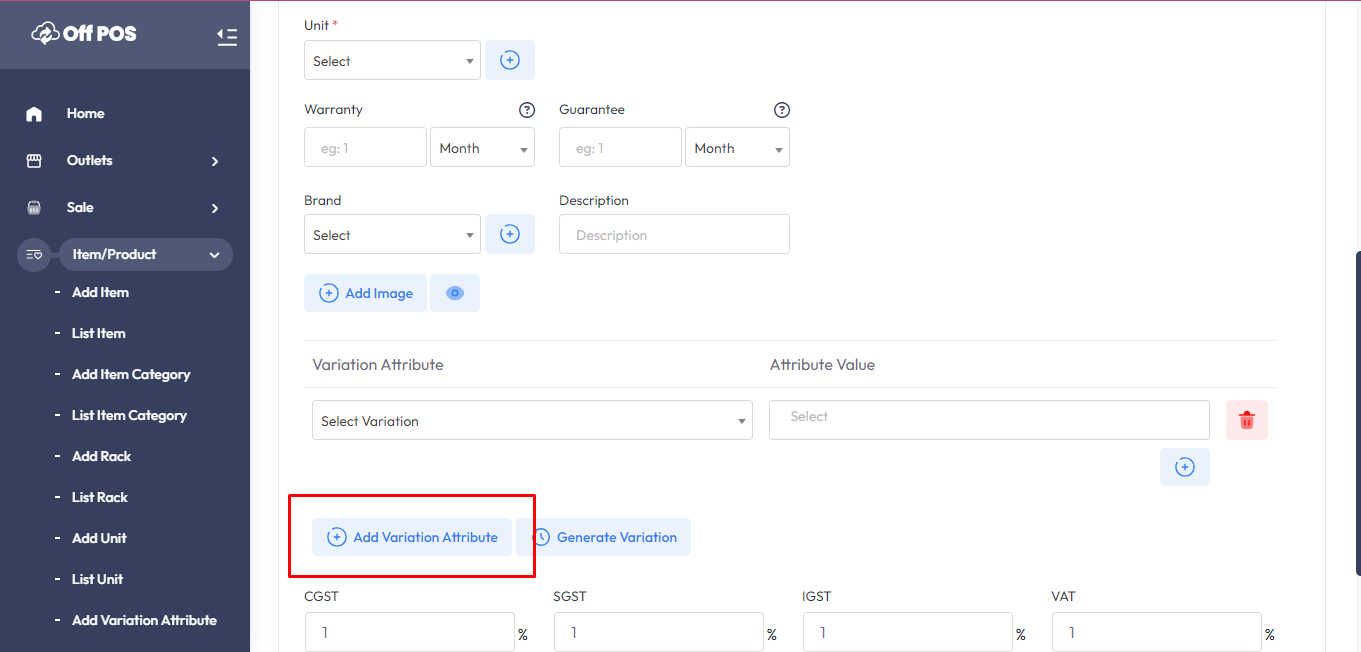 Off POS
Home
Outlets
Sale
Item/Product
- Add Item
- List Item
- Add Item Category
- List Item Category
- Add Rack
- List Rack
- Add Unit
- List Unit
- Add Variation Attribute
Unit *
Select
Warranty ? Guarantee ?
eg: 1 Month eg: 1 Month
Brand Description
Select Description
Add Image
Variation Attribute Attribute Value
Select Variation Select
Add Variation Attribute Generate Variation
CGST SGST IGST VAT
1 % 1 % 1 % 1 %